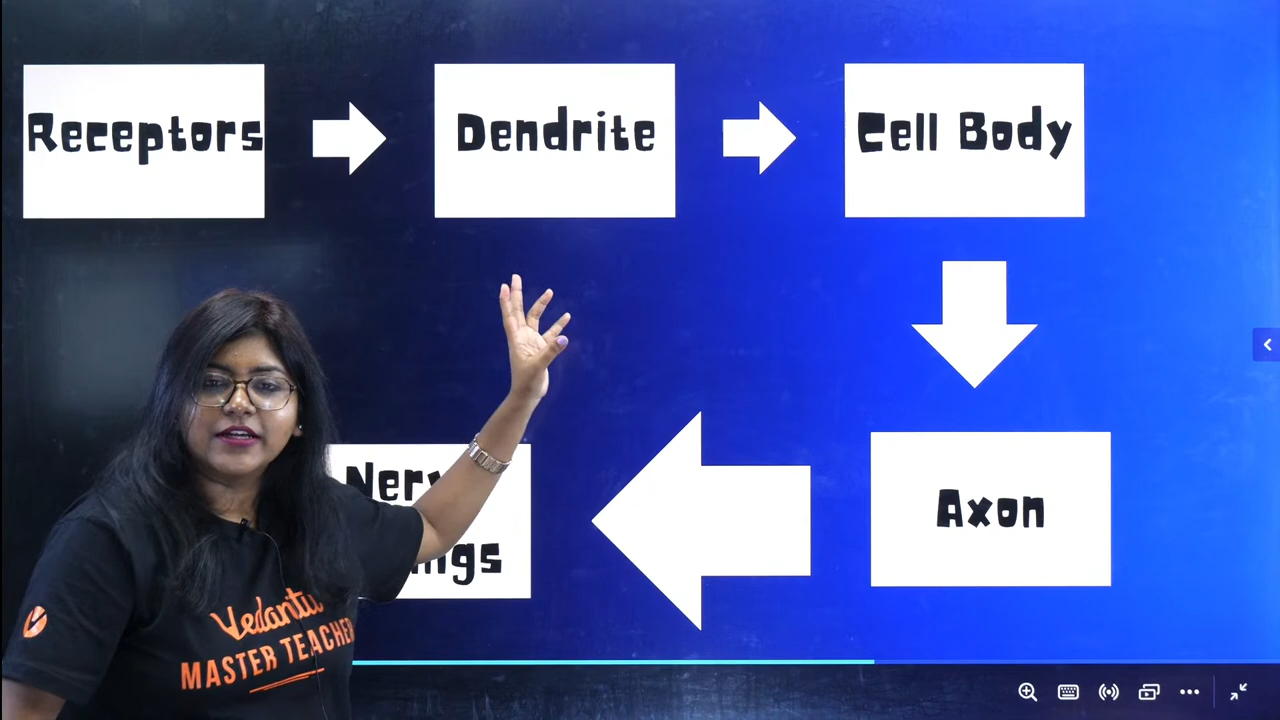 Receptors
Dendrite
Cell Body
Axon
Vedantu
MASTER TEACHER